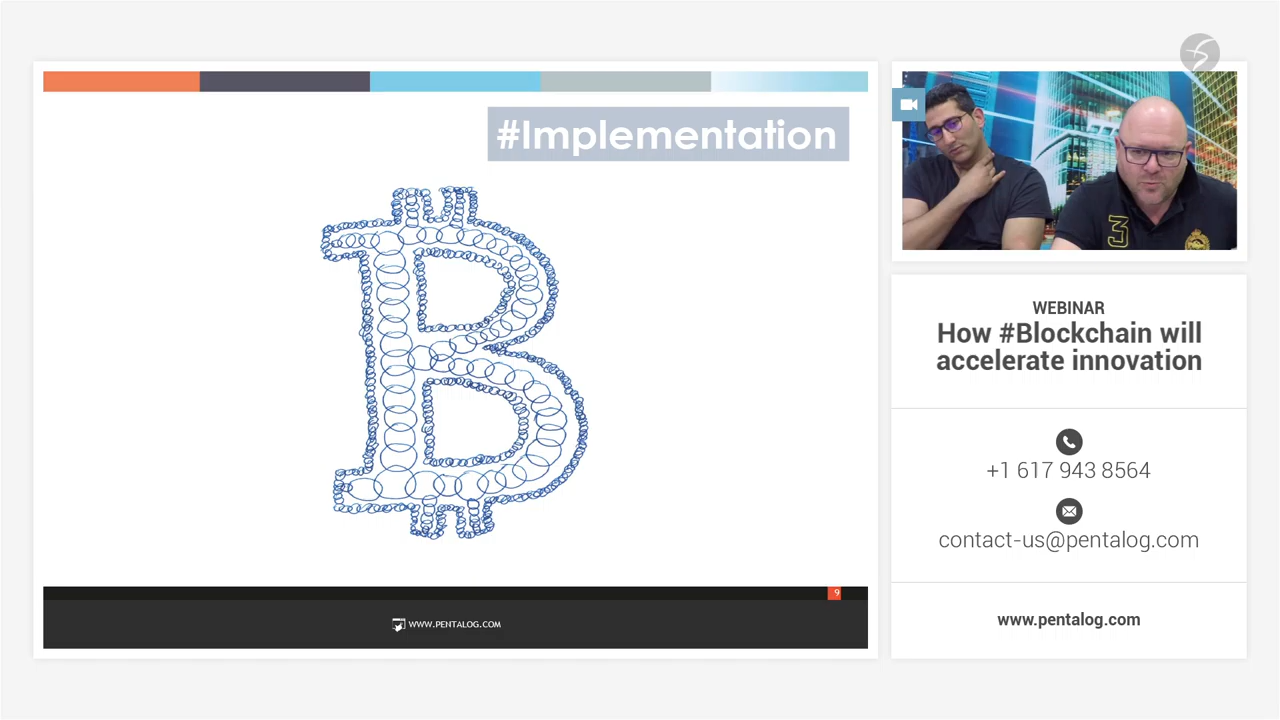 #Implementation
9
WWW.PENTALOG.COM
3
WEBINAR
How #Blockchain will
accelerate innovation
+1 617 943 8564
contact-us@pentalog.com
www.pentalog.com